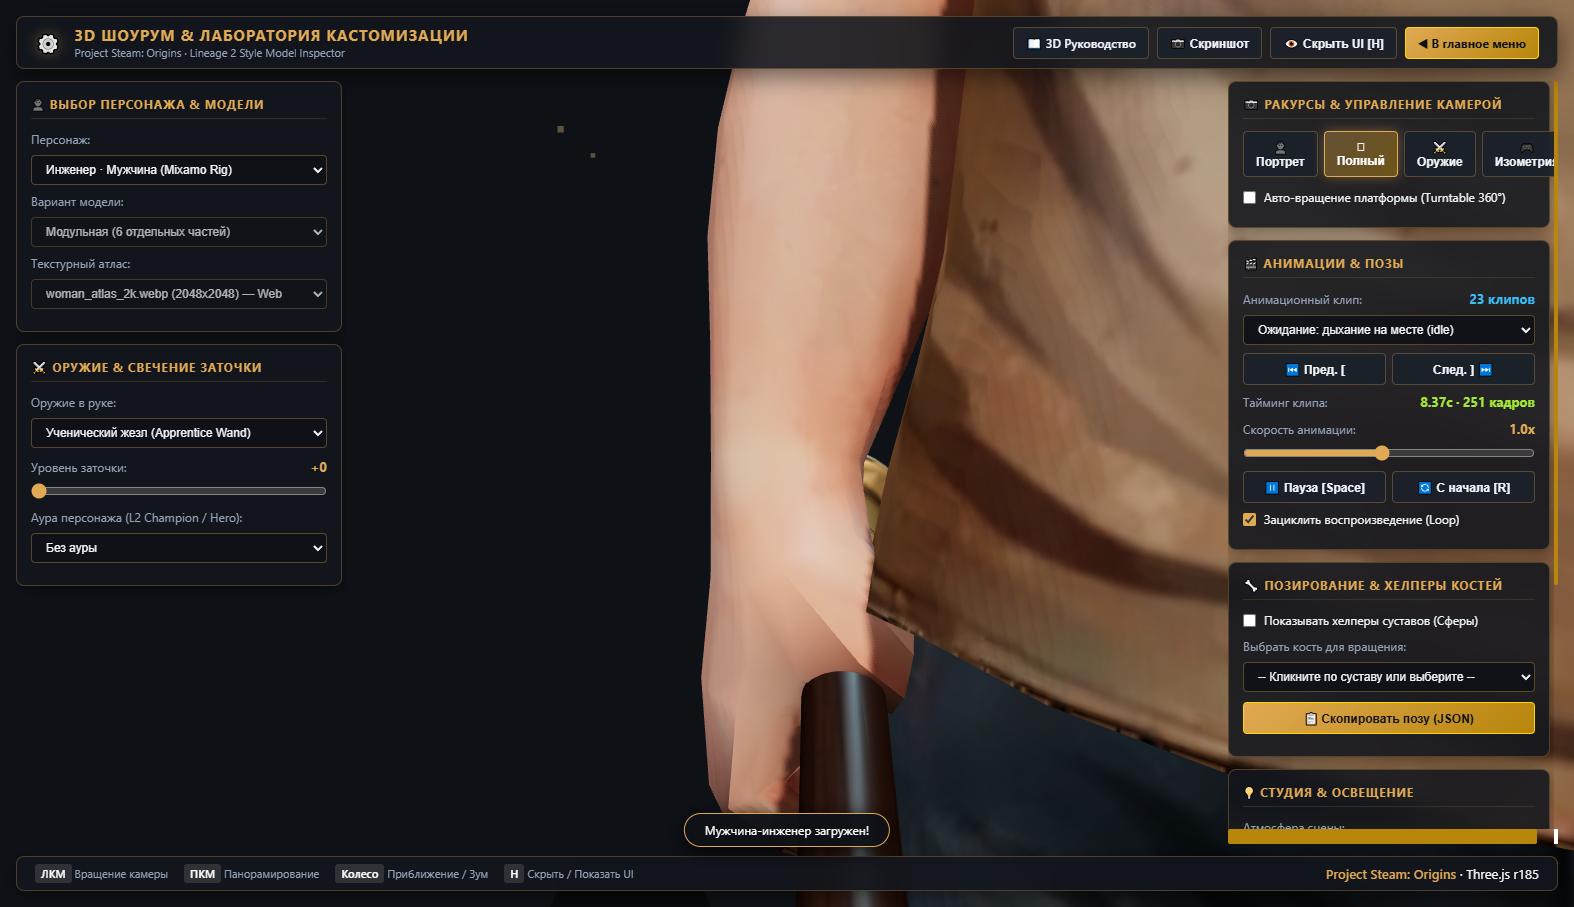 3D ШОУРУМ & ЛАБОРАТОРИЯ КАСТОМИЗАЦИИ
Project Steam: Origins · Lineage 2 Style Model Inspector
3D Руководство
Скриншот
Скрыть UI [H]
◀ В главное меню
ВЫБОР ПЕРСОНАЖА & МОДЕЛИ
Персонаж:
Инженер · Мужчина (Mixamo Rig)
Вариант модели:
Модульная (6 отдельных частей)
Текстурный атлас:
woman_atlas_2k.webp (2048x2048) — Web
ОРУЖИЕ & СВЕЧЕНИЕ ЗАТОЧКИ
Оружие в руке:
Ученический жезл (Apprentice Wand)
Уровень заточки: +0
Аура персонажа (L2 Champion / Hero):
Без ауры
РАКУРСЫ & УПРАВЛЕНИЕ КАМЕРОЙ
Портрет
Полный
Оружие
Изометрия
Авто-вращение платформы (Turntable 360°)
АНИМАЦИИ & ПОЗЫ
Анимационный клип: 23 клипов
Ожидание: дыхание на месте (idle)
Пред. [
След. ]
Тайминг клипа: 8.37с · 251 кадров
Скорость анимации: 1.0x
Пауза [Space]
С начала [R]
Зациклить воспроизведение (Loop)
ПОЗИРОВАНИЕ & ХЕЛПЕРЫ КОСТЕЙ
Показывать хелперы суставов (Сферы)
Выбрать кость для вращения:
-- Кликните по суставу или выберите --
Скопировать позу (JSON)
СТУДИЯ & ОСВЕЩЕНИЕ
Атмосфера сцены:
Мужчина-инженер загружен!
ЛКМ Вращение камеры ПКМ Панорамирование Колесо Приближение / Зум H Скрыть / Показать UI
Project Steam: Origins · Three.js r185